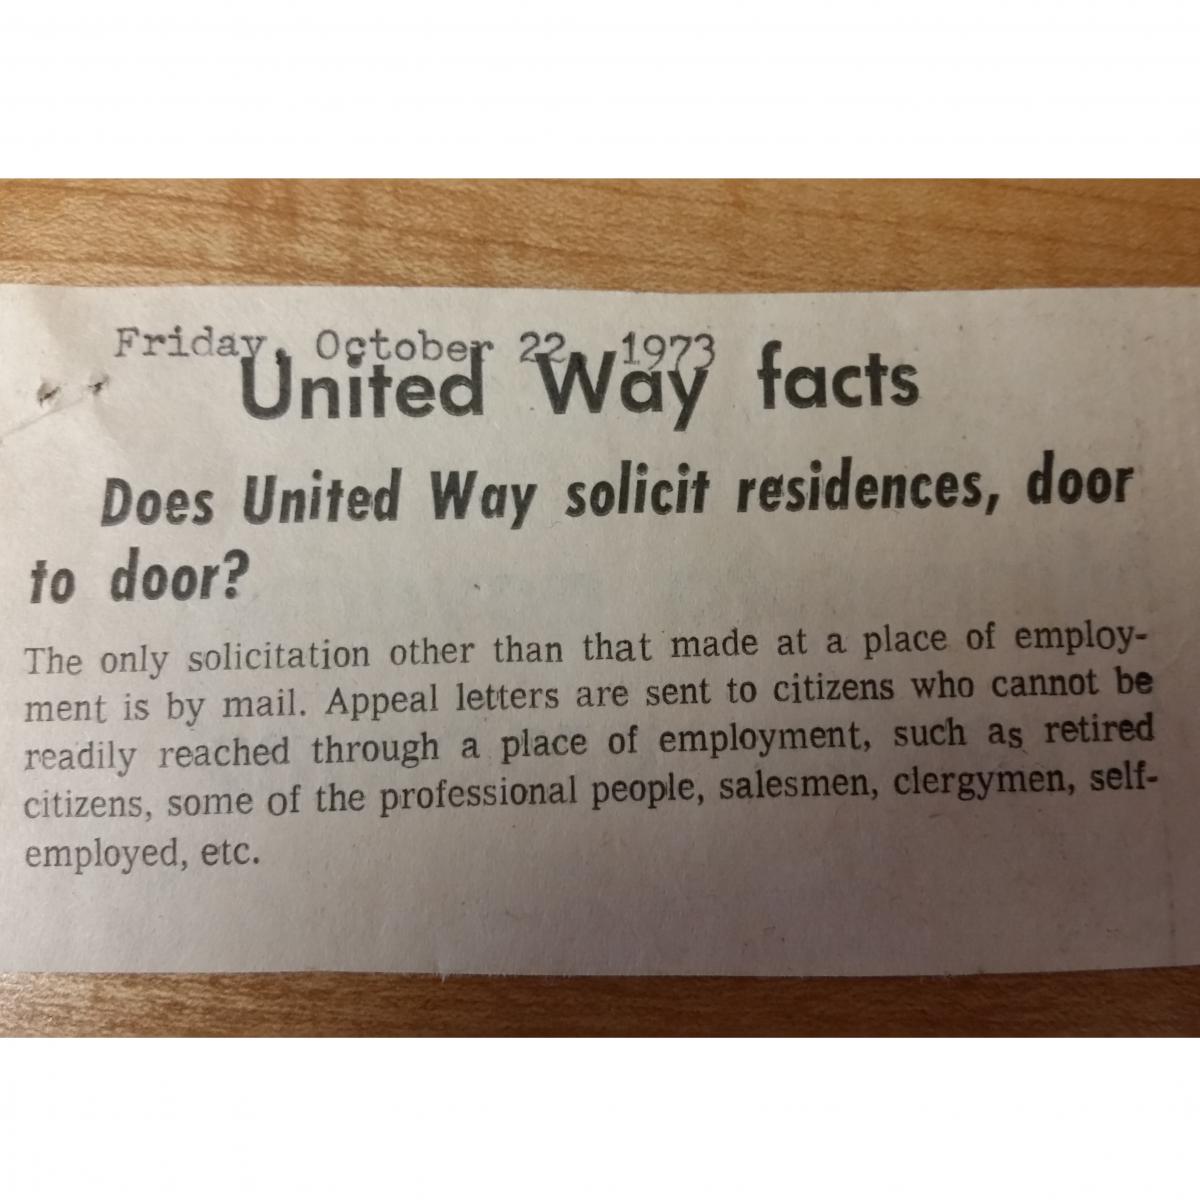 Friday, October 22, 1973
United Way facts
Does United Way solicit residences, door
to door?
The only solicitation other than that made at a place of employ-
ment is by mail. Appeal letters are sent to citizens who cannot be
readily reached through a place of employment, such as retired
citizens, some of the professional people, salesmen, clergymen, self-
employed, etc.